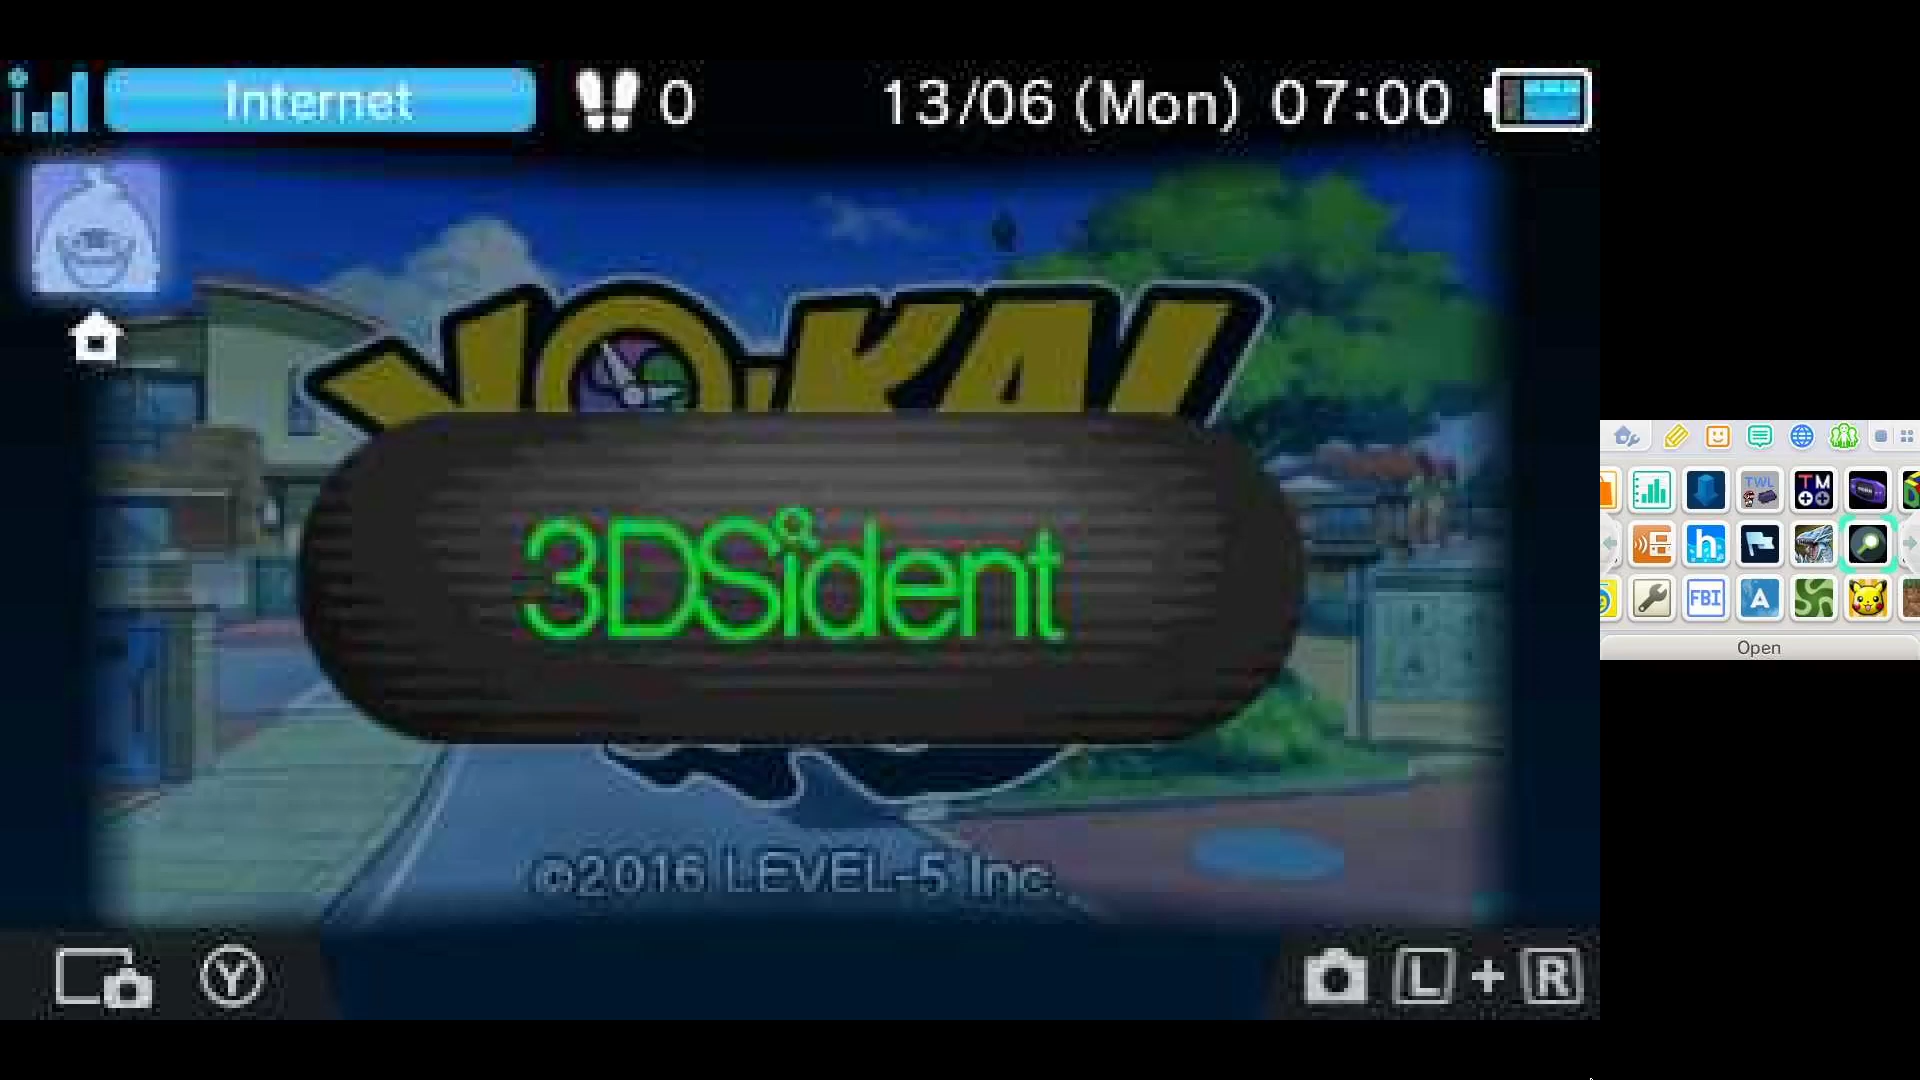 Internet 0 13/06 (Mon) 07:00
YO-KAI
3DSident
©2016 LEVEL-5 Inc.
Y L + R
TWL TM
h
FBI A
Open